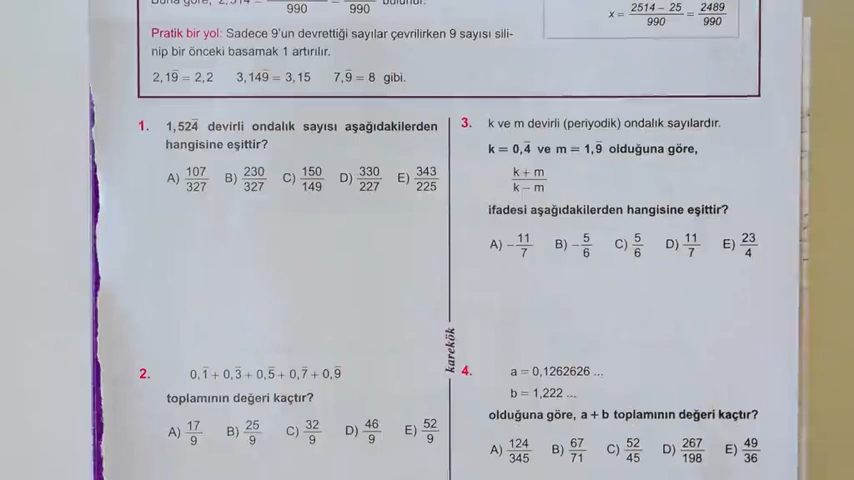 990 990
x = 2514 – 25 / 990 = 2489 / 990
Pratik bir yol: Sadece 9'un devrettiği sayılar çevrilirken 9 sayısı sili-
nip bir önceki basamak 1 artırılır.
2,19̅ = 2,2 3,149̅ = 3,15 7,9̅ = 8 gibi.
1. 1,524̅ devirli ondalık sayısı aşağıdakilerden
hangisine eşittir?
A) 107/327 B) 230/327 C) 150/149 D) 330/227 E) 343/225
2. 0,1̅ + 0,3̅ + 0,5̅ + 0,7̅ + 0,9̅
toplamının değeri kaçtır?
A) 17/9 B) 25/9 C) 32/9 D) 46/9 E) 52/9
karekök
3. k ve m devirli (periyodik) ondalık sayılardır.
k = 0,4̅ ve m = 1,9̅ olduğuna göre,
k + m / k – m
ifadesi aşağıdakilerden hangisine eşittir?
A) –11/7 B) –5/6 C) 5/6 D) 11/7 E) 23/4
4. a = 0,1262626 ...
b = 1,222 ...
olduğuna göre, a + b toplamının değeri kaçtır?
A) 124/345 B) 67/71 C) 52/45 D) 267/198 E) 49/36